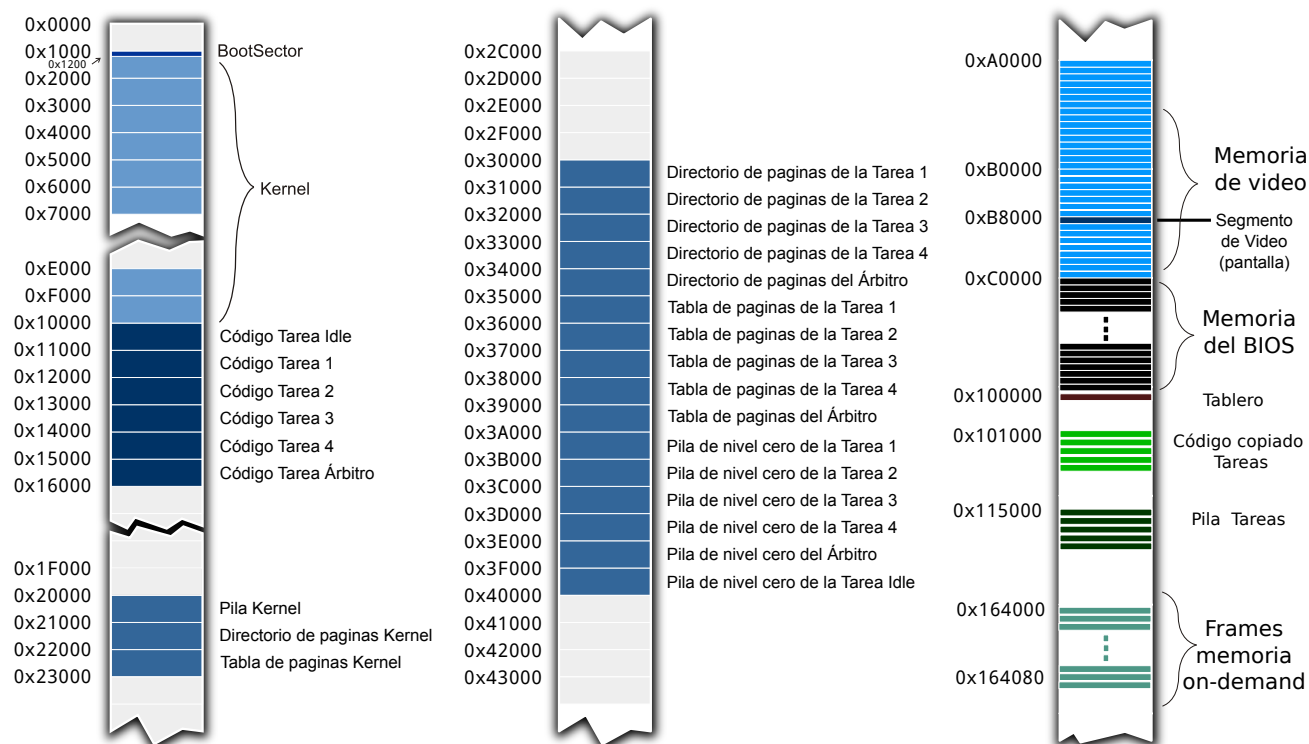 0x0000
0x1000
BootSector
0x1200
0x2000
0x3000
0x4000
0x5000
0x6000
Kernel
0x7000
0xE000
0xF000
0x10000
Código Tarea Idle
0x11000
Código Tarea 1
0x12000
Código Tarea 2
0x13000
Código Tarea 3
0x14000
Código Tarea 4
0x15000
Código Tarea Árbitro
0x16000
0x1F000
0x20000
Pila Kernel
0x21000
Directorio de paginas Kernel
0x22000
Tabla de paginas Kernel
0x23000
0x2C000
0x2D000
0x2E000
0x2F000
0x30000
Directorio de paginas de la Tarea 1
0x31000
Directorio de paginas de la Tarea 2
0x32000
Directorio de paginas de la Tarea 3
0x33000
Directorio de paginas de la Tarea 4
0x34000
Directorio de paginas del Árbitro
0x35000
Tabla de paginas de la Tarea 1
0x36000
Tabla de paginas de la Tarea 2
0x37000
Tabla de paginas de la Tarea 3
0x38000
Tabla de paginas de la Tarea 4
0x39000
Tabla de paginas del Árbitro
0x3A000
Pila de nivel cero de la Tarea 1
0x3B000
Pila de nivel cero de la Tarea 2
0x3C000
Pila de nivel cero de la Tarea 3
0x3D000
Pila de nivel cero de la Tarea 4
0x3E000
Pila de nivel cero del Árbitro
0x3F000
Pila de nivel cero de la Tarea Idle
0x40000
0x41000
0x42000
0x43000
0xA0000
0xB0000
Memoria
de video
0xB8000
Segmento
de Video
(pantalla)
0xC0000
Memoria
del BIOS
0x100000
Tablero
0x101000
Código copiado
Tareas
0x115000
Pila Tareas
0x164000
Frames
memoria
on-demand
0x164080